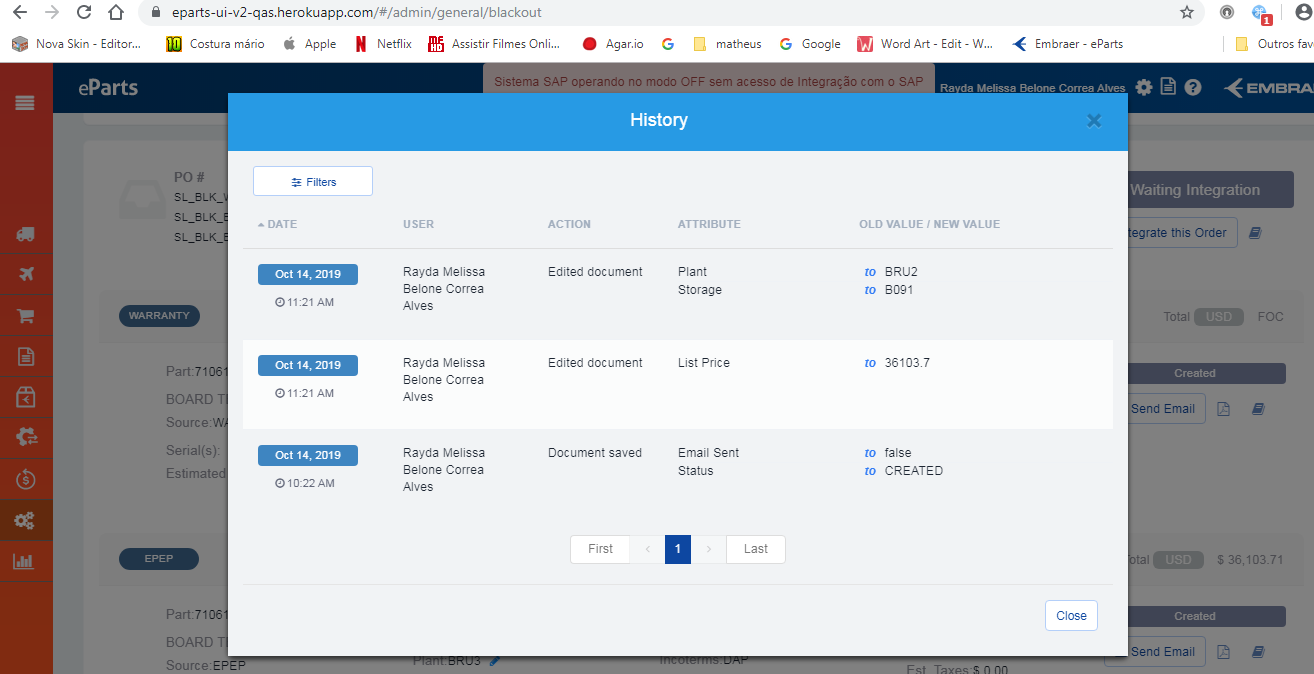 eparts-ui-v2-qas.herokuapp.com/#/admin/general/blackout
1
Nova Skin - Editor...
Costura mário
Apple
Netflix
Assistir Filmes Onli...
Agar.io
matheus
Google
Word Art - Edit - W...
Embraer - eParts
Outros fav
eParts
Sistema SAP operando no modo OFF sem acesso de Integração com o SAP
Rayda Melissa Belone Correa Alves
EMBRA
History
PO #
SL_BLK_
SL_BLK_
SL_BLK_
Waiting Integration
tegrate this Order
Filters
DATE USER ACTION ATTRIBUTE OLD VALUE / NEW VALUE
Oct 14, 2019
11:21 AM
Rayda Melissa
Belone Correa
Alves
Edited document
Plant
Storage
to BRU2
to B091
Oct 14, 2019
11:21 AM
Rayda Melissa
Belone Correa
Alves
Edited document
List Price
to 36103.7
Oct 14, 2019
10:22 AM
Rayda Melissa
Belone Correa
Alves
Document saved
Email Sent
Status
to false
to CREATED
First
‹
1
›
Last
Close
WARRANTY
Total USD FOC
Part:71061
BOARD T
Source:WA
Serial(s):
Estimated
Created
Send Email
EPEP
otal USD $ 36,103.71
Part:71061
BOARD T
Source:EPEP
Plant:BRU3
Incoterms:DAP
Est. Taxes:$ 0.00
Created
Send Email